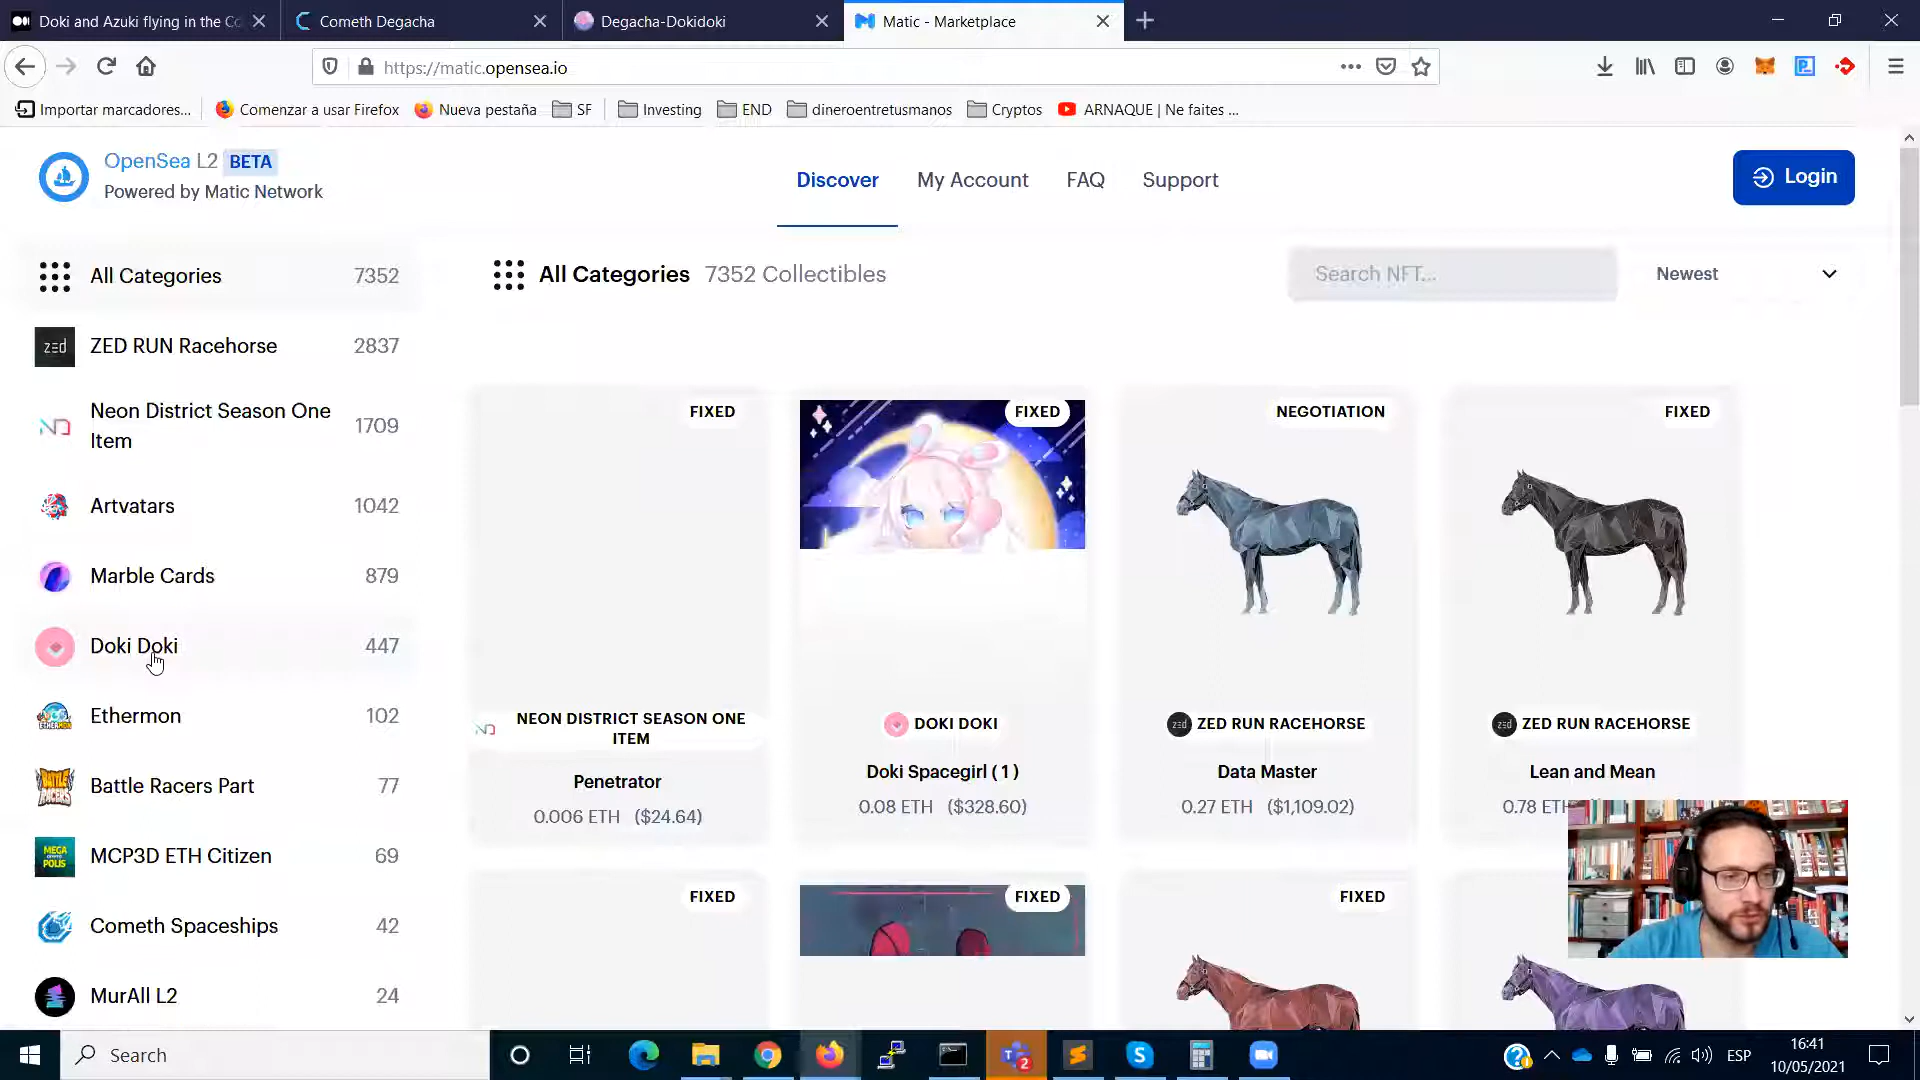 Doki and Azuki flying in the Co
Cometh Degacha
Degacha-Dokidoki
Matic - Marketplace
https://matic.opensea.io
Importar marcadores...
Comenzar a usar Firefox
Nueva pestaña
SF
Investing
END
dineroentretusmanos
Cryptos
ARNAQUE | Ne faites ...
OpenSea L2 BETA
Powered by Matic Network
Discover
My Account
FAQ
Support
Login
All Categories 7352
ZED RUN Racehorse 2837
Neon District Season One
Item
1709
Artvatars 1042
Marble Cards 879
Doki Doki 447
Ethermon 102
Battle Racers Part 77
MCP3D ETH Citizen 69
Cometh Spaceships 42
MurAll L2 24
All Categories 7352 Collectibles
Search NFT...
Newest
FIXED
NEON DISTRICT SEASON ONE
ITEM
Penetrator
0.006 ETH ($24.64)
FIXED
DOKI DOKI
Doki Spacegirl ( 1 )
0.08 ETH ($328.60)
NEGOTIATION
ZED RUN RACEHORSE
Data Master
0.27 ETH ($1,109.02)
FIXED
ZED RUN RACEHORSE
Lean and Mean
0.78 ETH
FIXED
FIXED
FIXED
Search
ESP
16:41
10/05/2021